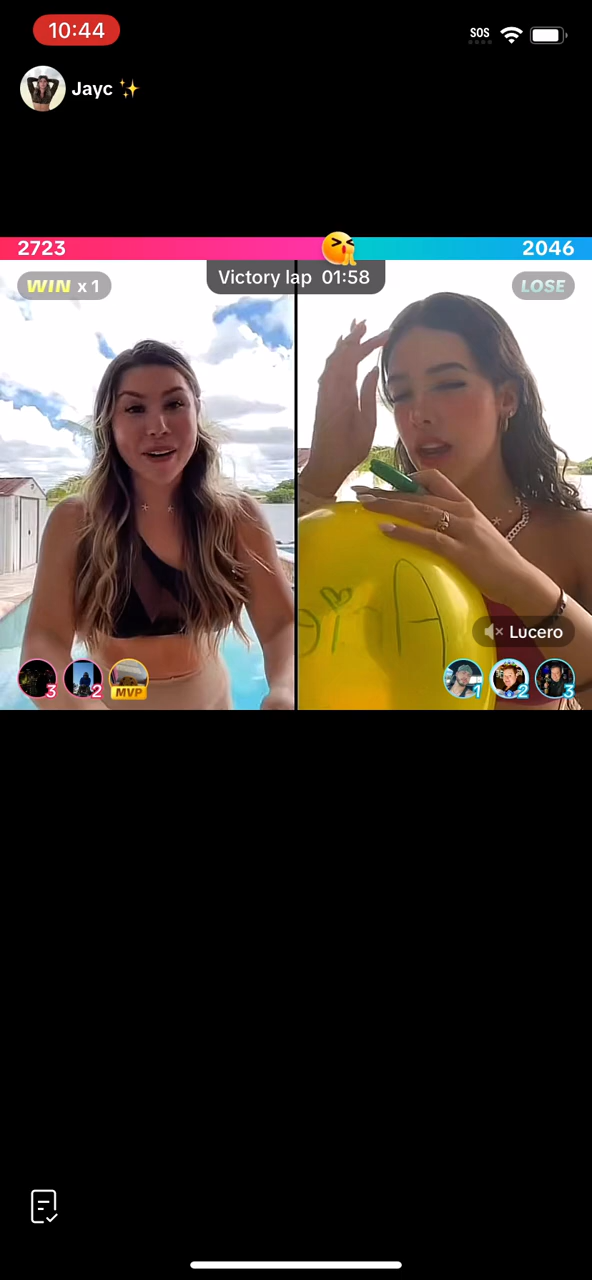 10:44
SOS
Jayc ✨
2723
2046
Victory lap 01:58
WIN x 1
LOSE
Arie
Lucero
3
2
MVP
1
2
3